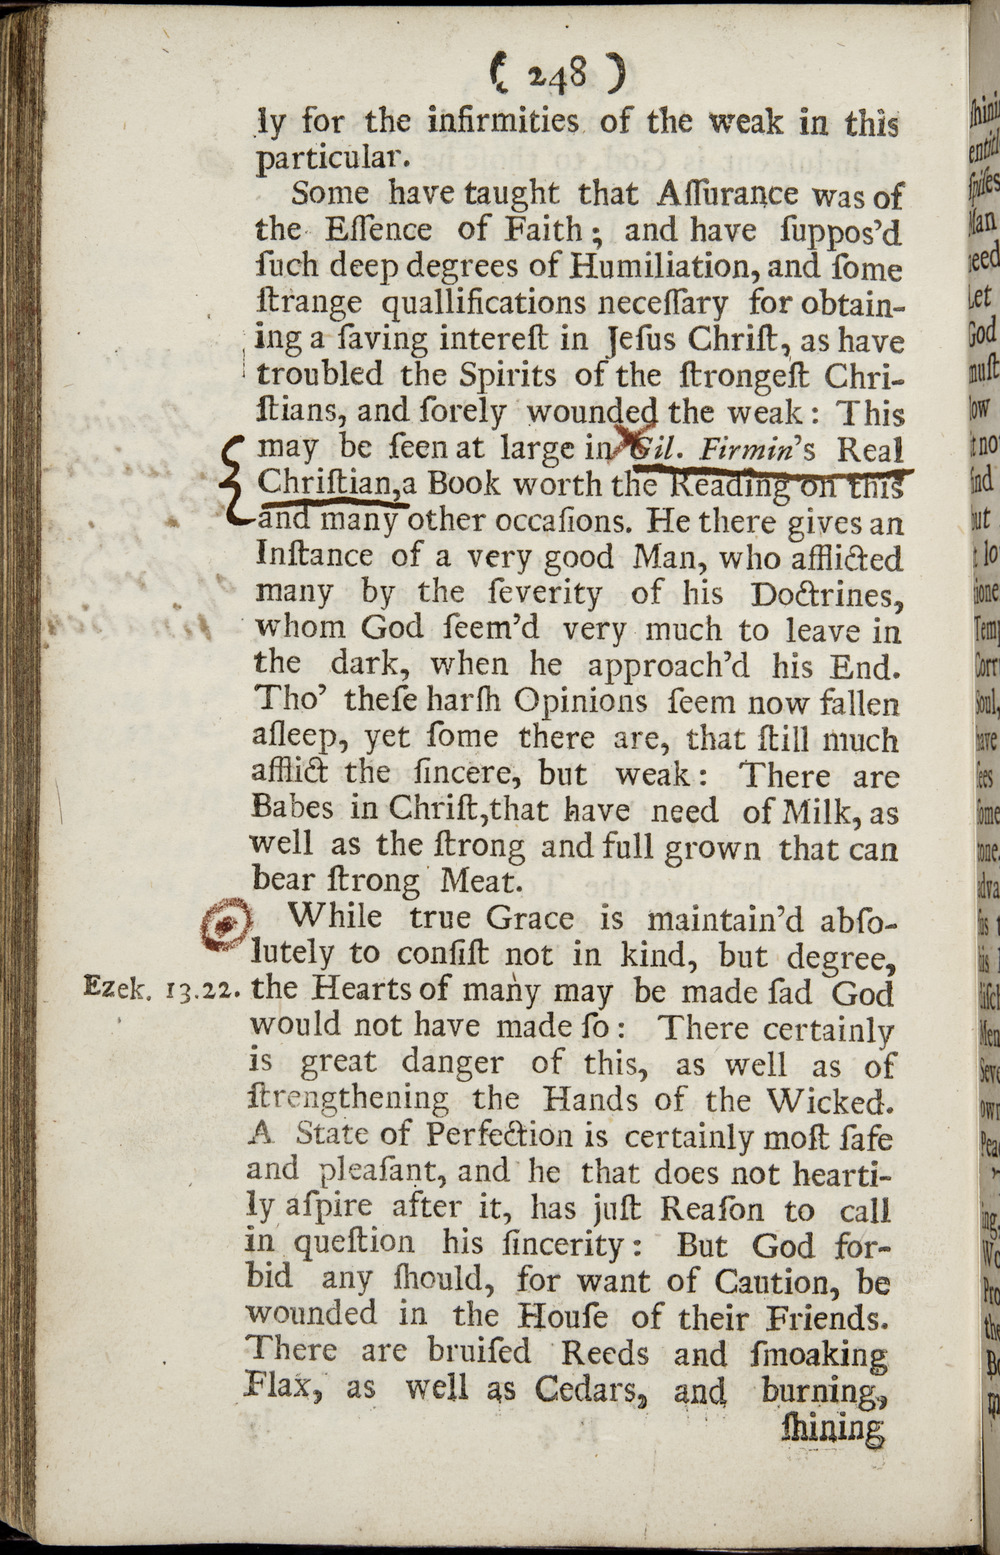 ( 248 )
ly for the infirmities of the weak in this
particular.
Some have taught that Aſſurance was of
the Eſſence of Faith; and have ſuppos'd
ſuch deep degrees of Humiliation, and ſome
ſtrange quallifications neceſſary for obtain-
ing a ſaving intereſt in Jeſus Chriſt, as have
troubled the Spirits of the ſtrongeſt Chri-
ſtians, and ſorely wounded the weak: This
may be ſeen at large in Gil. Firmin's Real
Chriſtian, a Book worth the Reading on this
and many other occaſions. He there gives an
Inſtance of a very good Man, who afflicted
many by the ſeverity of his Doctrines,
whom God ſeem'd very much to leave in
the dark, when he approach'd his End.
Tho' theſe harſh Opinions ſeem now fallen
aſleep, yet ſome there are, that ſtill much
afflict the ſincere, but weak: There are
Babes in Chriſt, that have need of Milk, as
well as the ſtrong and full grown that can
bear ſtrong Meat.
While true Grace is maintain'd abſo-
lutely to conſiſt not in kind, but degree,
Ezek. 13.22. the Hearts of many may be made ſad God
would not have made ſo: There certainly
is great danger of this, as well as of
ſtrengthening the Hands of the Wicked.
A State of Perfection is certainly moſt ſafe
and pleaſant, and he that does not hearti-
ly aſpire after it, has juſt Reaſon to call
in queſtion his ſincerity: But God for-
bid any ſhould, for want of Caution, be
wounded in the Houſe of their Friends.
There are bruiſed Reeds and ſmoaking
Flax, as well as Cedars, and burning,
ſhining